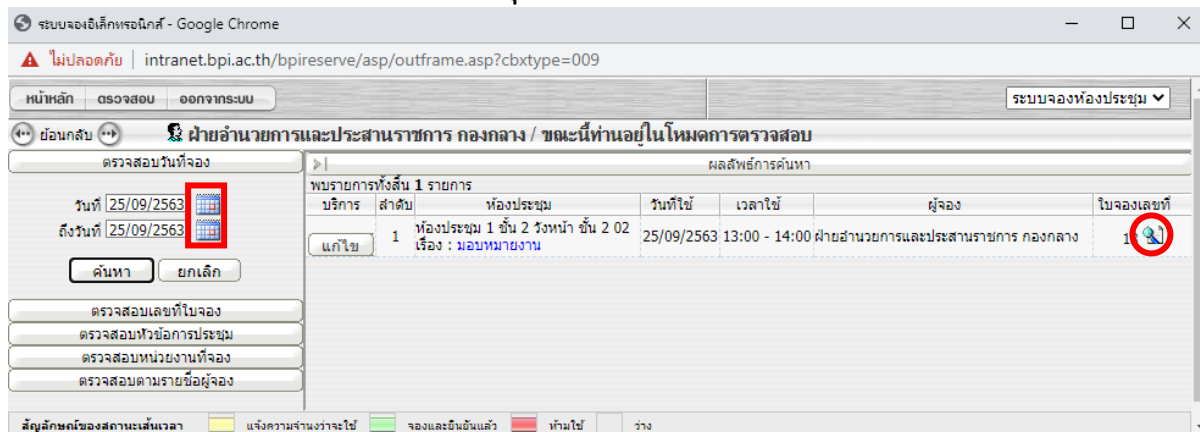 ระบบจองอิเล็กทรอนิกส์ - Google Chrome
ไม่ปลอดภัย | intranet.bpi.ac.th/bpireserve/asp/outframe.asp?cbxtype=009
หน้าหลัก ตรวจสอบ ออกจากระบบ ระบบจองห้องประชุม
ย้อนกลับ ฝ่ายอำนวยการและประสานราชการ กองกลาง / ขณะนี้ท่านอยู่ในโหมดการตรวจสอบ
ตรวจสอบวันที่จอง
วันที่ 25/09/2563
ถึงวันที่ 25/09/2563
ค้นหา ยกเลิก
ตรวจสอบเลขที่ใบจอง
ตรวจสอบหัวข้อการประชุม
ตรวจสอบหน่วยงานที่จอง
ตรวจสอบตามรายชื่อผู้จอง
ผลลัพธ์การค้นหา
พบรายการทั้งสิ้น 1 รายการ
บริการ ลำดับ ห้องประชุม วันที่ใช้ เวลาใช้ ผู้จอง ใบจองเลขที่
แก้ไข 1 ห้องประชุม 1 ชั้น 2 วังหน้า ชั้น 2 02 25/09/2563 13:00 - 14:00 ฝ่ายอำนวยการและประสานราชการ กองกลาง
เรื่อง : มอบหมายงาน
สัญลักษณ์ของสถานะเส้นเวลา แจ้งความจำนงว่าจะใช้ จองและยืนยันแล้ว ห้ามใช้ ว่าง